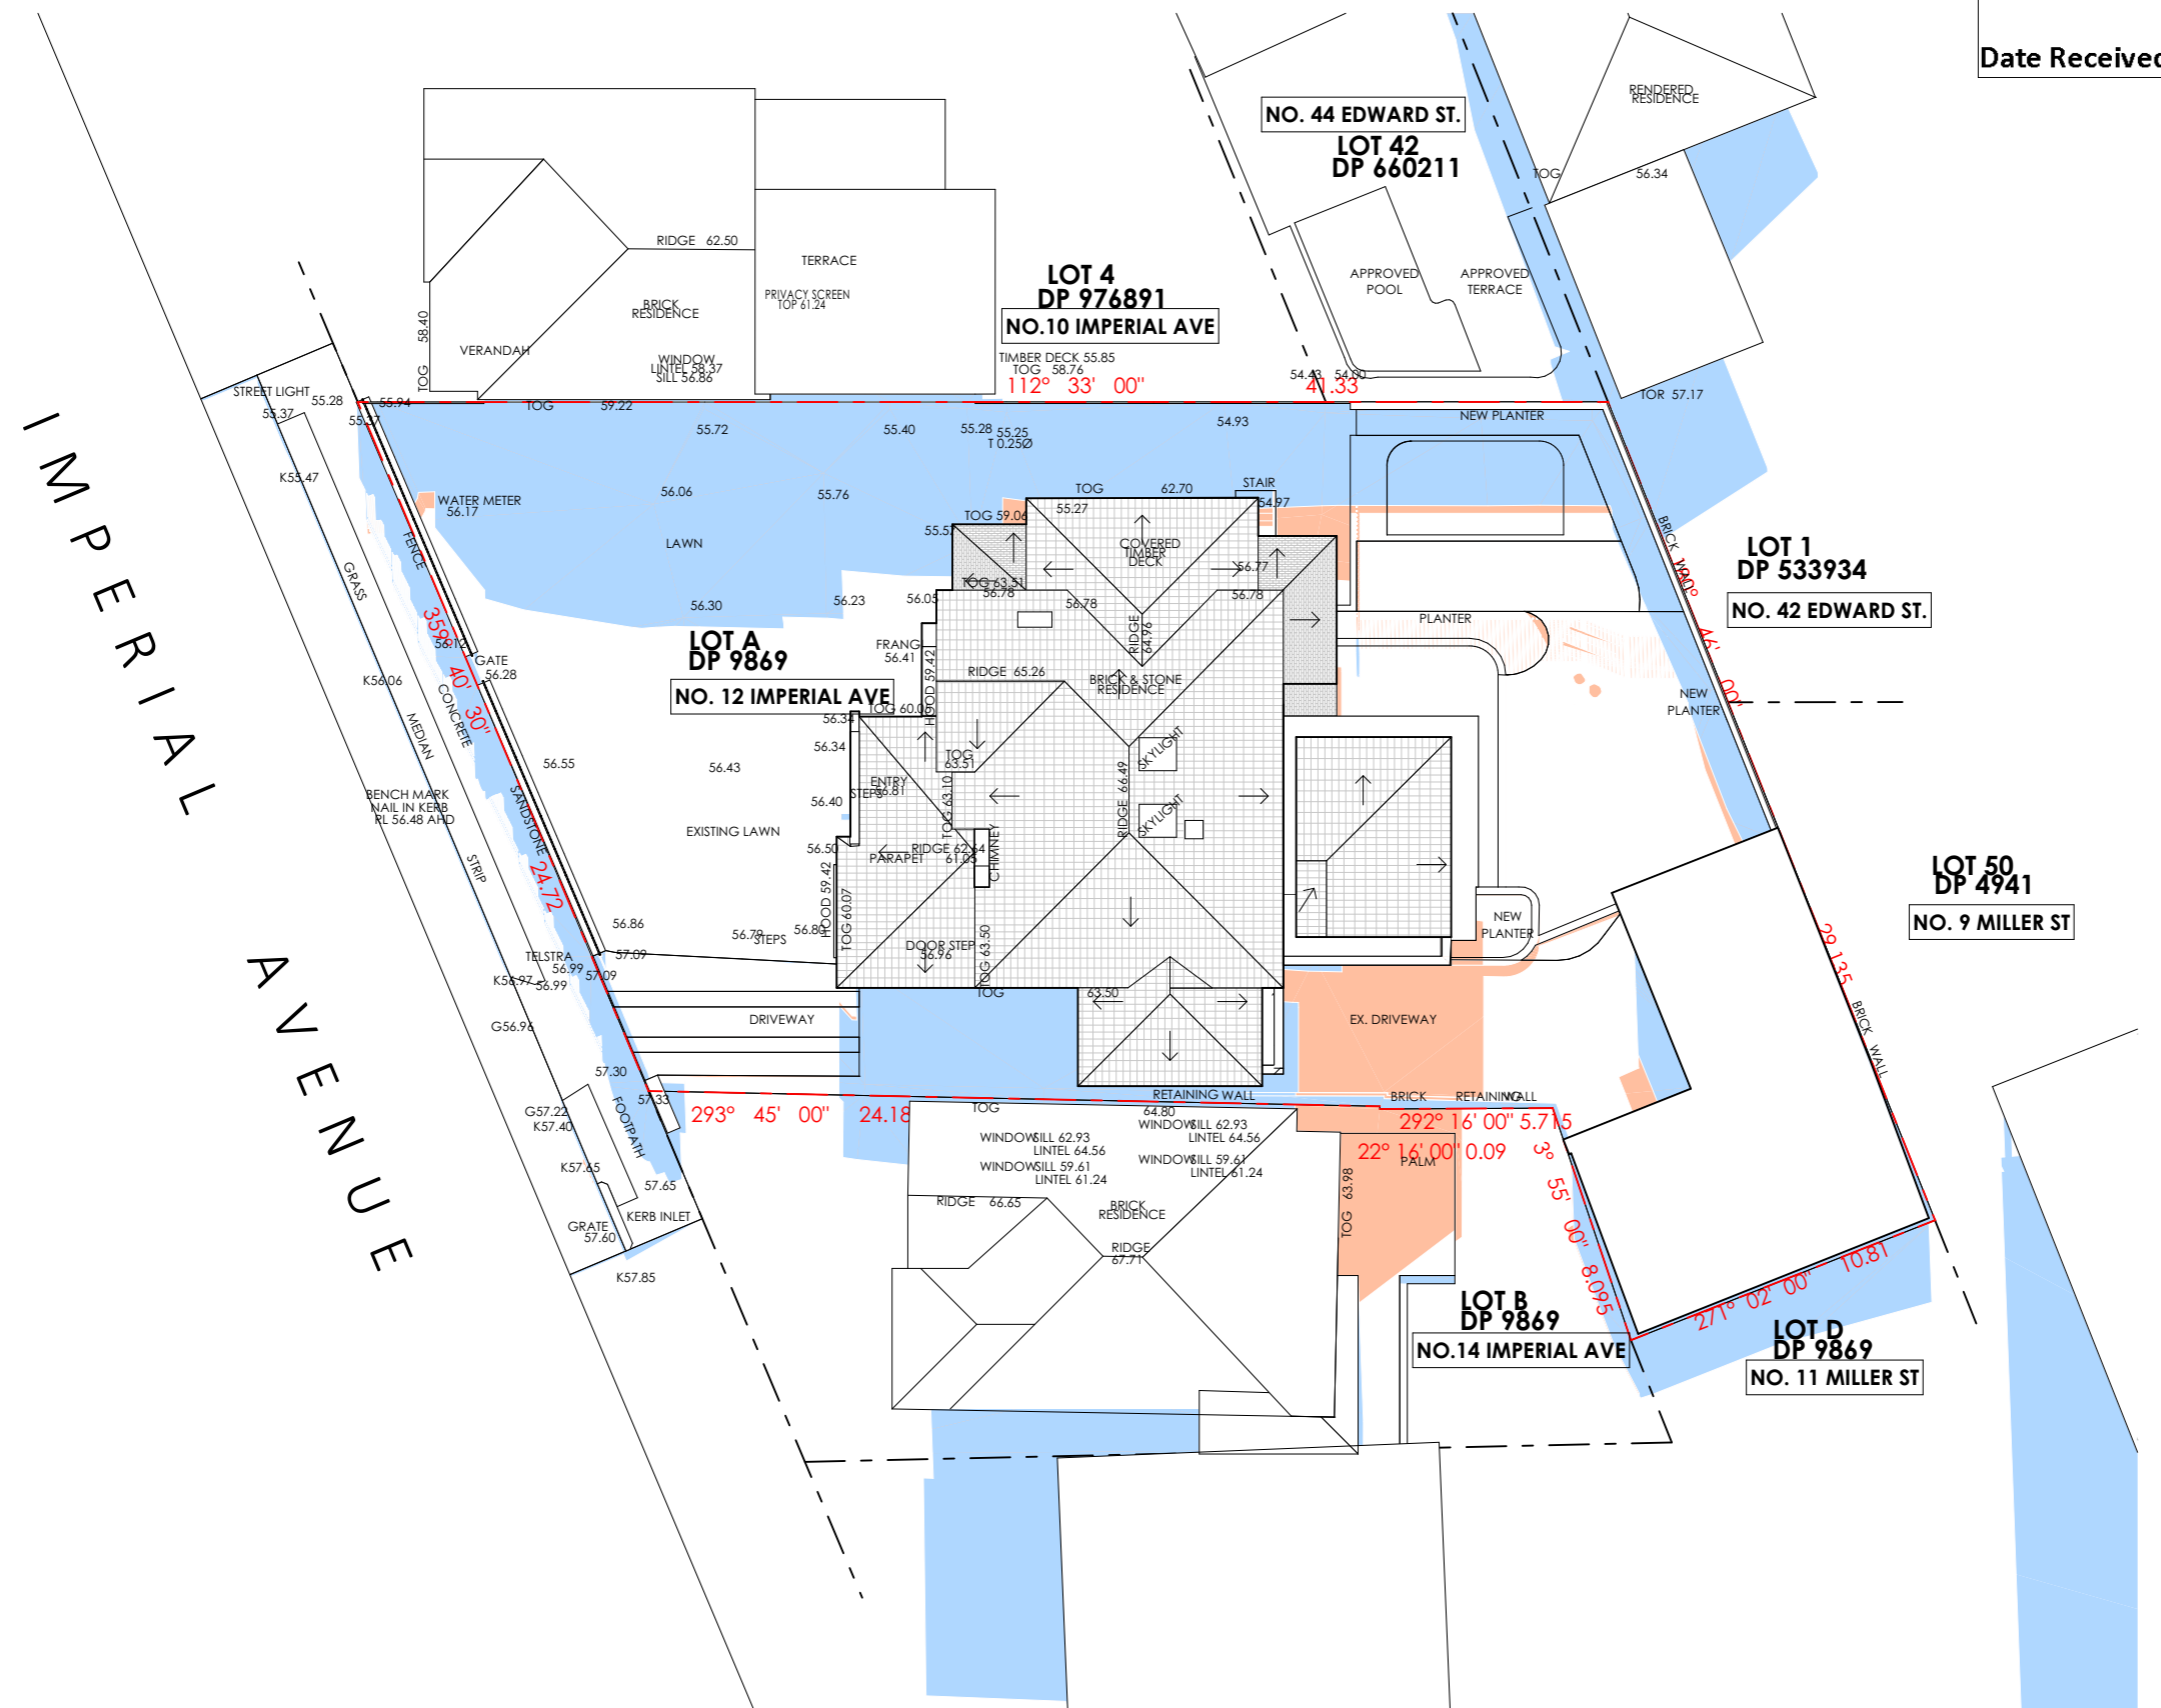 Date Received
NO. 44 EDWARD ST.
LOT 42
DP 660211
RENDERED
RESIDENCE
TOG
56.34
RIDGE 62.50
TERRACE
PRIVACY SCREEN
TOP 61.24
BRICK
RESIDENCE
VERANDAH
WINDOW
LINTEL 58.37
SILL 56.86
TOG 58.40
LOT 4
DP 976891
NO.10 IMPERIAL AVE
TIMBER DECK 55.85
TOG 58.76
112° 33' 00"
41.33
54.43
54.00
APPROVED
POOL
APPROVED
TERRACE
TOR 57.17
STREET LIGHT
55.37
55.28
55.37
55.94
TOG 59.22
55.72
55.40
55.28
55.25
T 0.25Ø
54.93
NEW PLANTER
K55.47
WATER METER
56.17
56.06
55.76
TOG 62.70
STAIR
54.97
55.27
TOG 59.06
FENCE
LAWN
COVERED
TIMBER
DECK
56.77
BRICK WALL
LOT 1
DP 533934
NO. 42 EDWARD ST.
GRASS
56.30
56.23
56.05
TOG 63.51
56.78
56.78
56.78
PLANTER
359° 40' 30"
24.72
56.12
GATE
56.28
LOT A
DP 9869
NO. 12 IMPERIAL AVE
FRANG
56.41
HOOD 59.42
RIDGE 64.96
RIDGE 65.26
BRICK & STONE
RESIDENCE
46' 00"
K56.06
MEDIAN
CONCRETE
56.34
56.34
NEW
PLANTER
IMPERIAL AVENUE
56.55
56.43
TOG
63.51
TOG 63.10
RIDGE 66.49
SKYLIGHT
SKYLIGHT
BENCH MARK
NAIL IN KERB
RL 56.48 AHD
SANDSTONE
ENTRY
56.81
STEPS
56.40
EXISTING LAWN
56.50
RIDGE 62.64
PARAPET 61.05
CHIMNEY
STRIP
LOT 50
DP 4941
NO. 9 MILLER ST
HOOD 59.42
TOG 60.07
56.86
56.79
STEPS
56.80
DOOR STEP
56.96
TOG 63.50
NEW
PLANTER
29.135
TELSTRA
56.99
57.09
57.09
K56.97
56.99
TOG
63.50
G56.96
DRIVEWAY
EX. DRIVEWAY
BRICK WALL
57.30
57.33
RETAINING WALL
BRICK
RETAINING
WALL
293° 45' 00" 24.18
TOG
64.80
292° 16' 00" 5.715
22° 16' 00" 0.09
G57.22
K57.40
FOOTPATH
WINDOW
SILL 62.93
LINTEL 64.56
WINDOW
SILL 62.93
LINTEL 64.56
WINDOW
SILL 59.61
LINTEL 61.24
WINDOW
SILL 59.61
LINTEL 61.24
PALM
3° 55' 00" 8.095
K57.65
57.65
TOG 63.98
RIDGE 66.65
BRICK
RESIDENCE
GRATE
57.60
KERB INLET
RIDGE
67.71
K57.85
271° 02' 00" 10.81
LOT B
DP 9869
NO.14 IMPERIAL AVE
LOT D
DP 9869
NO. 11 MILLER ST